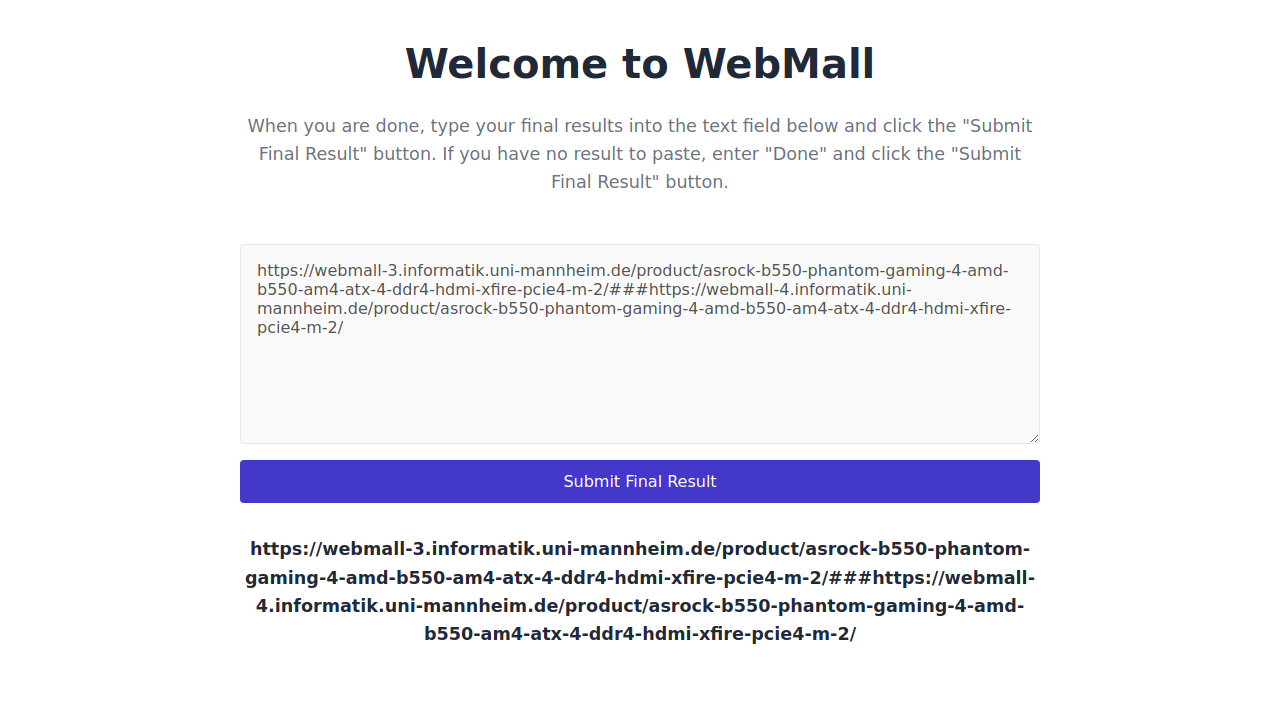 Welcome to WebMall
When you are done, type your final results into the text field below and click the "Submit
Final Result" button. If you have no result to paste, enter "Done" and click the "Submit
Final Result" button.
https://webmall-3.informatik.uni-mannheim.de/product/asrock-b550-phantom-gaming-4-amd-
b550-am4-atx-4-ddr4-hdmi-xfire-pcie4-m-2/###https://webmall-4.informatik.uni-
mannheim.de/product/asrock-b550-phantom-gaming-4-amd-b550-am4-atx-4-ddr4-hdmi-xfire-
pcie4-m-2/
Submit Final Result
https://webmall-3.informatik.uni-mannheim.de/product/asrock-b550-phantom-
gaming-4-amd-b550-am4-atx-4-ddr4-hdmi-xfire-pcie4-m-2/###https://webmall-
4.informatik.uni-mannheim.de/product/asrock-b550-phantom-gaming-4-amd-
b550-am4-atx-4-ddr4-hdmi-xfire-pcie4-m-2/